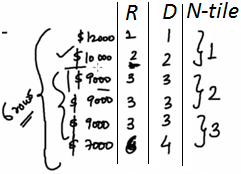 R D N-tile
$12000 1 1
$10000 2 2 1
$9000 3 3
$9000 3 3 2
$9000 3 3
$7000 6 4 3
6 rows